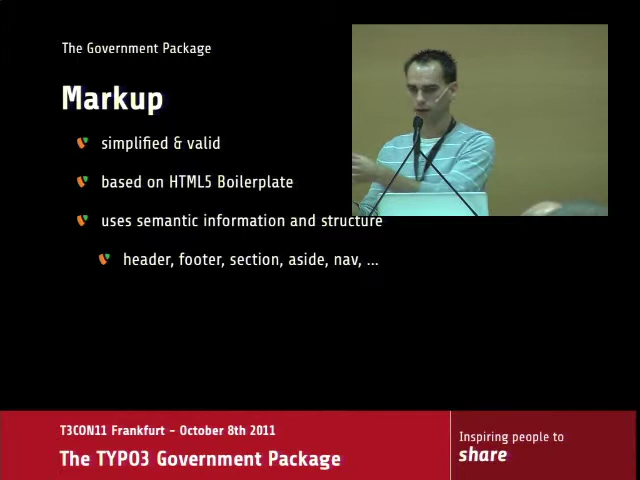 The Government Package
Markup
simplified & valid
based on HTML5 Boilerplate
uses semantic information and structure
header, footer, section, aside, nav, ...
T3CON11 Frankfurt - October 8th 2011
The TYPO3 Government Package
Inspiring people to
share